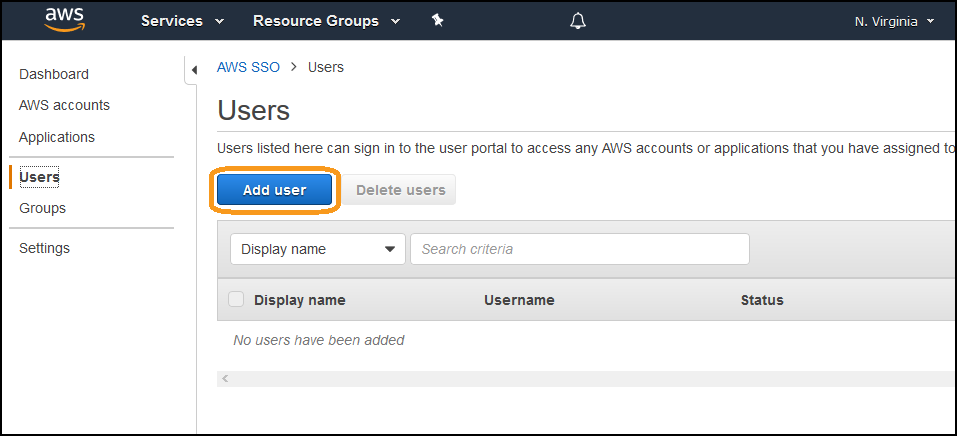 aws Services Resource Groups N. Virginia
Dashboard
AWS accounts
Applications
Users
Groups
Settings
AWS SSO > Users
Users
Users listed here can sign in to the user portal to access any AWS accounts or applications that you have assigned to
Add user Delete users
Display name Search criteria
Display name Username Status
No users have been added